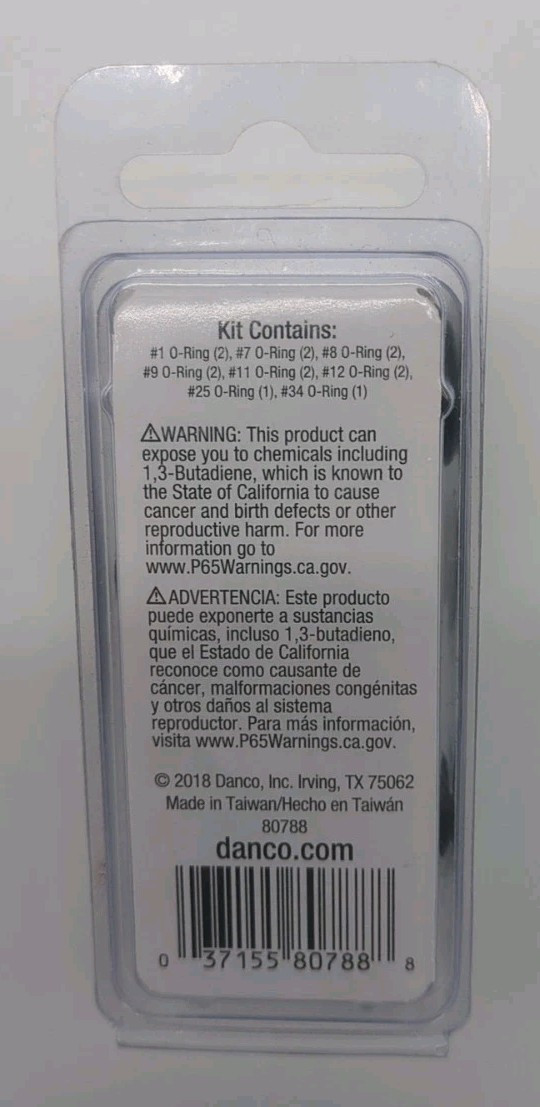 Kit Contains:
#1 O-Ring (2), #7 O-Ring (2), #8 O-Ring (2),
#9 O-Ring (2), #11 O-Ring (2), #12 O-Ring (2),
#25 O-Ring (1), #34 O-Ring (1)
⚠WARNING: This product can
expose you to chemicals including
1,3-Butadiene, which is known to
the State of California to cause
cancer and birth defects or other
reproductive harm. For more
information go to
www.P65Warnings.ca.gov.
⚠ADVERTENCIA: Este producto
puede exponerte a sustancias
químicas, incluso 1,3-butadieno,
que el Estado de California
reconoce como causante de
cáncer, malformaciones congénitas
y otros daños al sistema
reproductor. Para más información,
visita www.P65Warnings.ca.gov.
© 2018 Danco, Inc. Irving, TX 75062
Made in Taiwan/Hecho en Taiwán
80788
danco.com
0 37155 80788 8